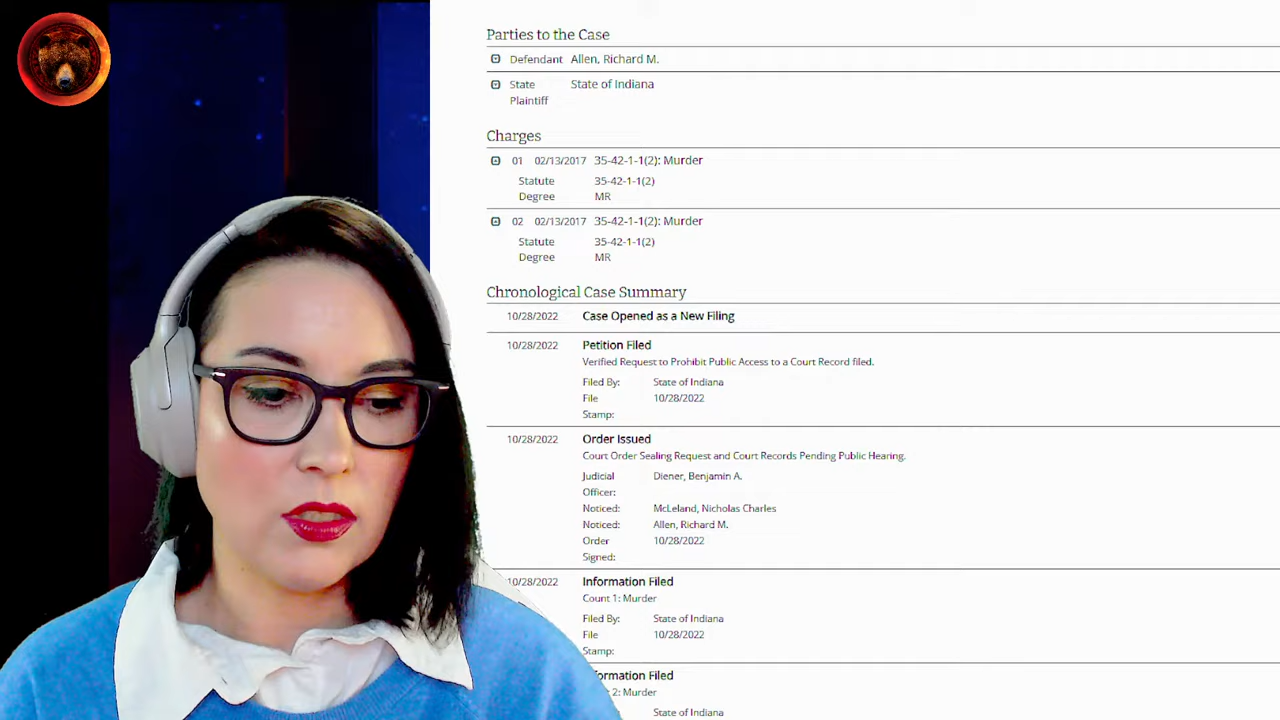 Parties to the Case
Defendant Allen, Richard M.
State Plaintiff State of Indiana
Charges
01 02/13/2017 35-42-1-1(2): Murder
Statute 35-42-1-1(2)
Degree MR
02 02/13/2017 35-42-1-1(2): Murder
Statute 35-42-1-1(2)
Degree MR
Chronological Case Summary
10/28/2022 Case Opened as a New Filing
10/28/2022 Petition Filed
Verified Request to Prohibit Public Access to a Court Record filed.
Filed By: State of Indiana
File Stamp: 10/28/2022
10/28/2022 Order Issued
Court Order Sealing Request and Court Records Pending Public Hearing.
Judicial Officer: Diener, Benjamin A.
Noticed: McLeland, Nicholas Charles
Noticed: Allen, Richard M.
Order Signed: 10/28/2022
10/28/2022 Information Filed
Count 1: Murder
Filed By: State of Indiana
File Stamp: 10/28/2022
formation Filed
2: Murder
State of Indiana